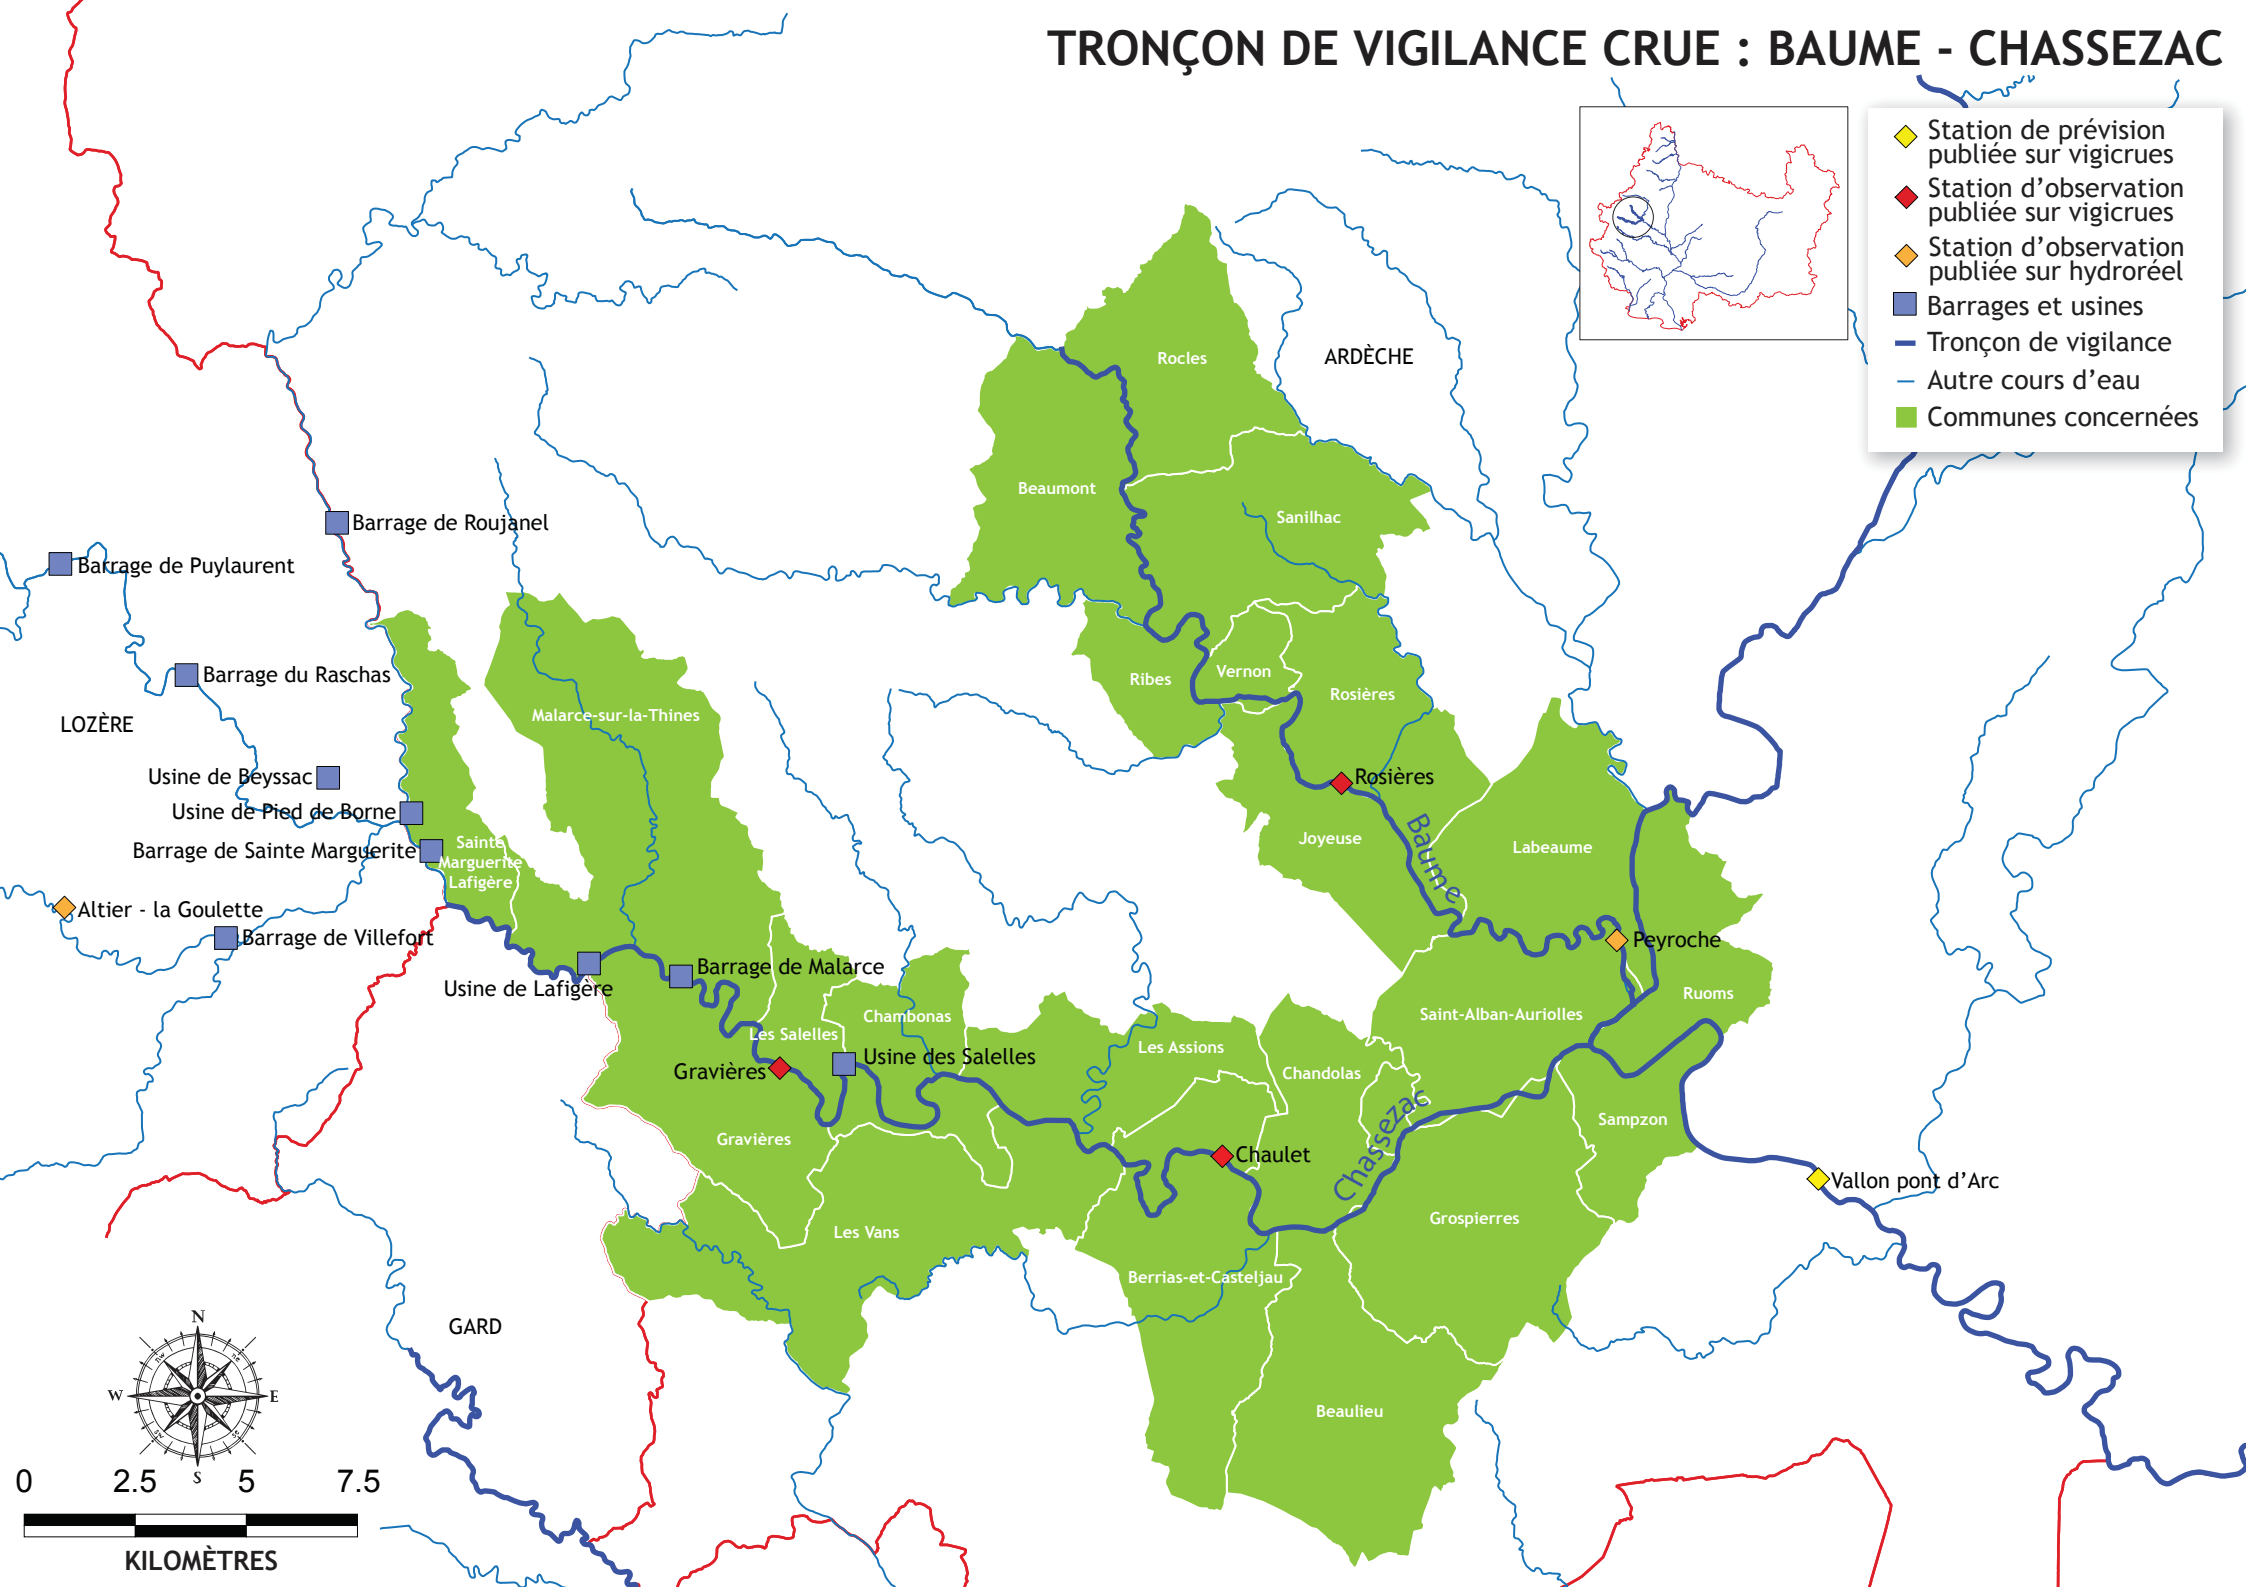 TRONÇON DE VIGILANCE CRUE : BAUME - CHASSEZAC
Station de prévision
publiée sur vigicrues
Station d’observation
publiée sur vigicrues
Station d’observation
publiée sur hydroréel
Barrages et usines
Tronçon de vigilance
Autre cours d’eau
Communes concernées
ARDÈCHE
Rocles
Beaumont
Sanilhac
Barrage de Roujanel
Barrage de Puylaurent
Barrage du Raschas
LOZÈRE
Malarce-sur-la-Thines
Ribes
Vernon
Rosières
Usine de Beyssac
Rosières
Usine de Pied de Borne
Barrage de Sainte Marguerite
Sainte
Marguerite
Lafigère
Joyeuse
Baume
Labeaume
Altier - la Goulette
Barrage de Villefort
Peyroche
Usine de Lafigère
Barrage de Malarce
Ruoms
Chambonas
Saint-Alban-Auriolles
Les Salelles
Les Assions
Usine des Salelles
Gravières
Chandolas
Chassezac
Sampzon
Gravières
Chaulet
Vallon pont d’Arc
Les Vans
Grospierres
Berrias-et-Casteljau
GARD
Beaulieu
N
nw
ne
W
E
sw
se
S
0 2.5 5 7.5
KILOMÈTRES